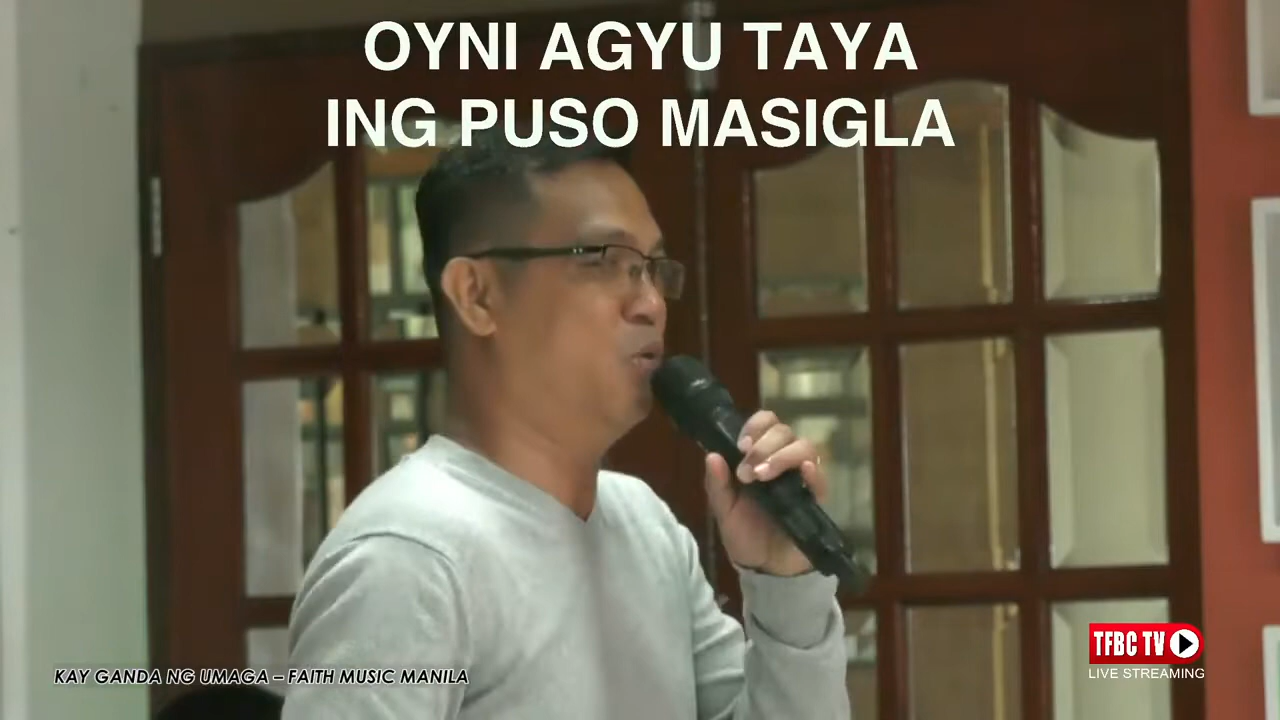 OYNI AGYU TAYA
ING PUSO MASIGLA
KAY GANDA NG UMAGA – FAITH MUSIC MANILA
TFBC TV
LIVE STREAMING